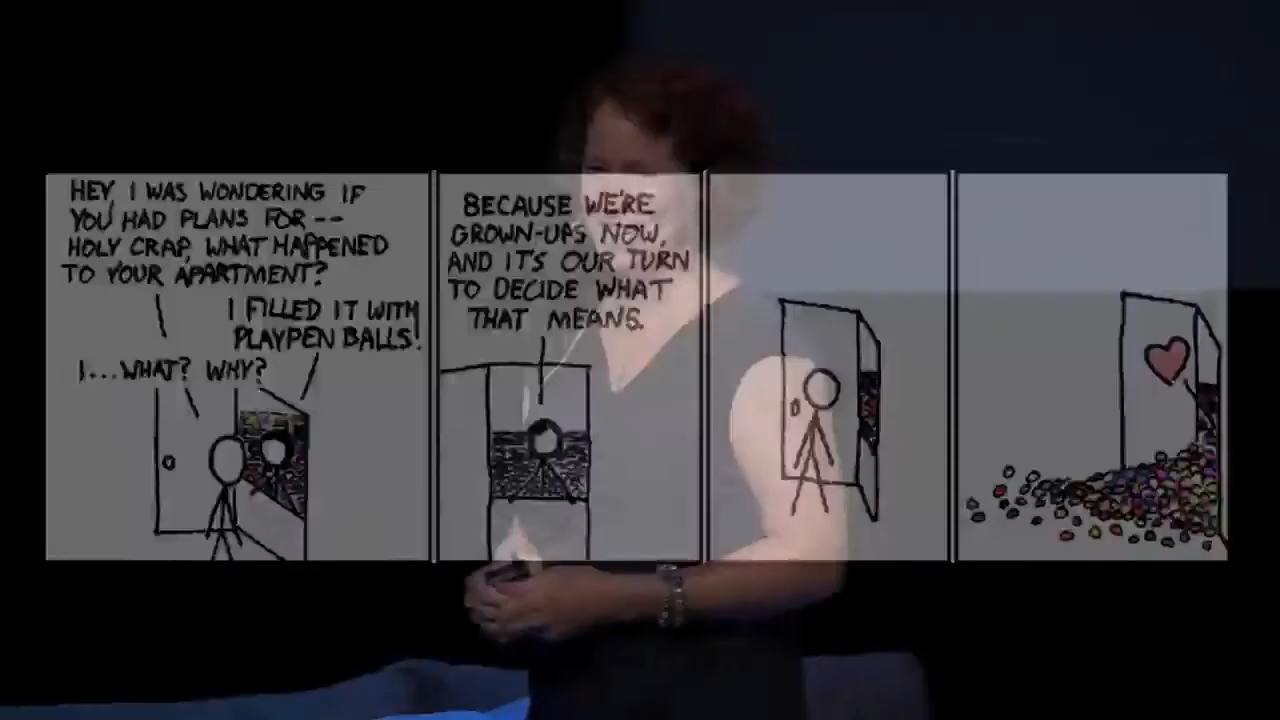 HEY, I WAS WONDERING IF
YOU HAD PLANS FOR --
HOLY CRAP, WHAT HAPPENED
TO YOUR APARTMENT?
I FILLED IT WITH
PLAYPEN BALLS!
I...WHAT? WHY?
BECAUSE WE'RE
GROWN-UPS NOW,
AND IT'S OUR TURN
TO DECIDE WHAT
THAT MEANS.